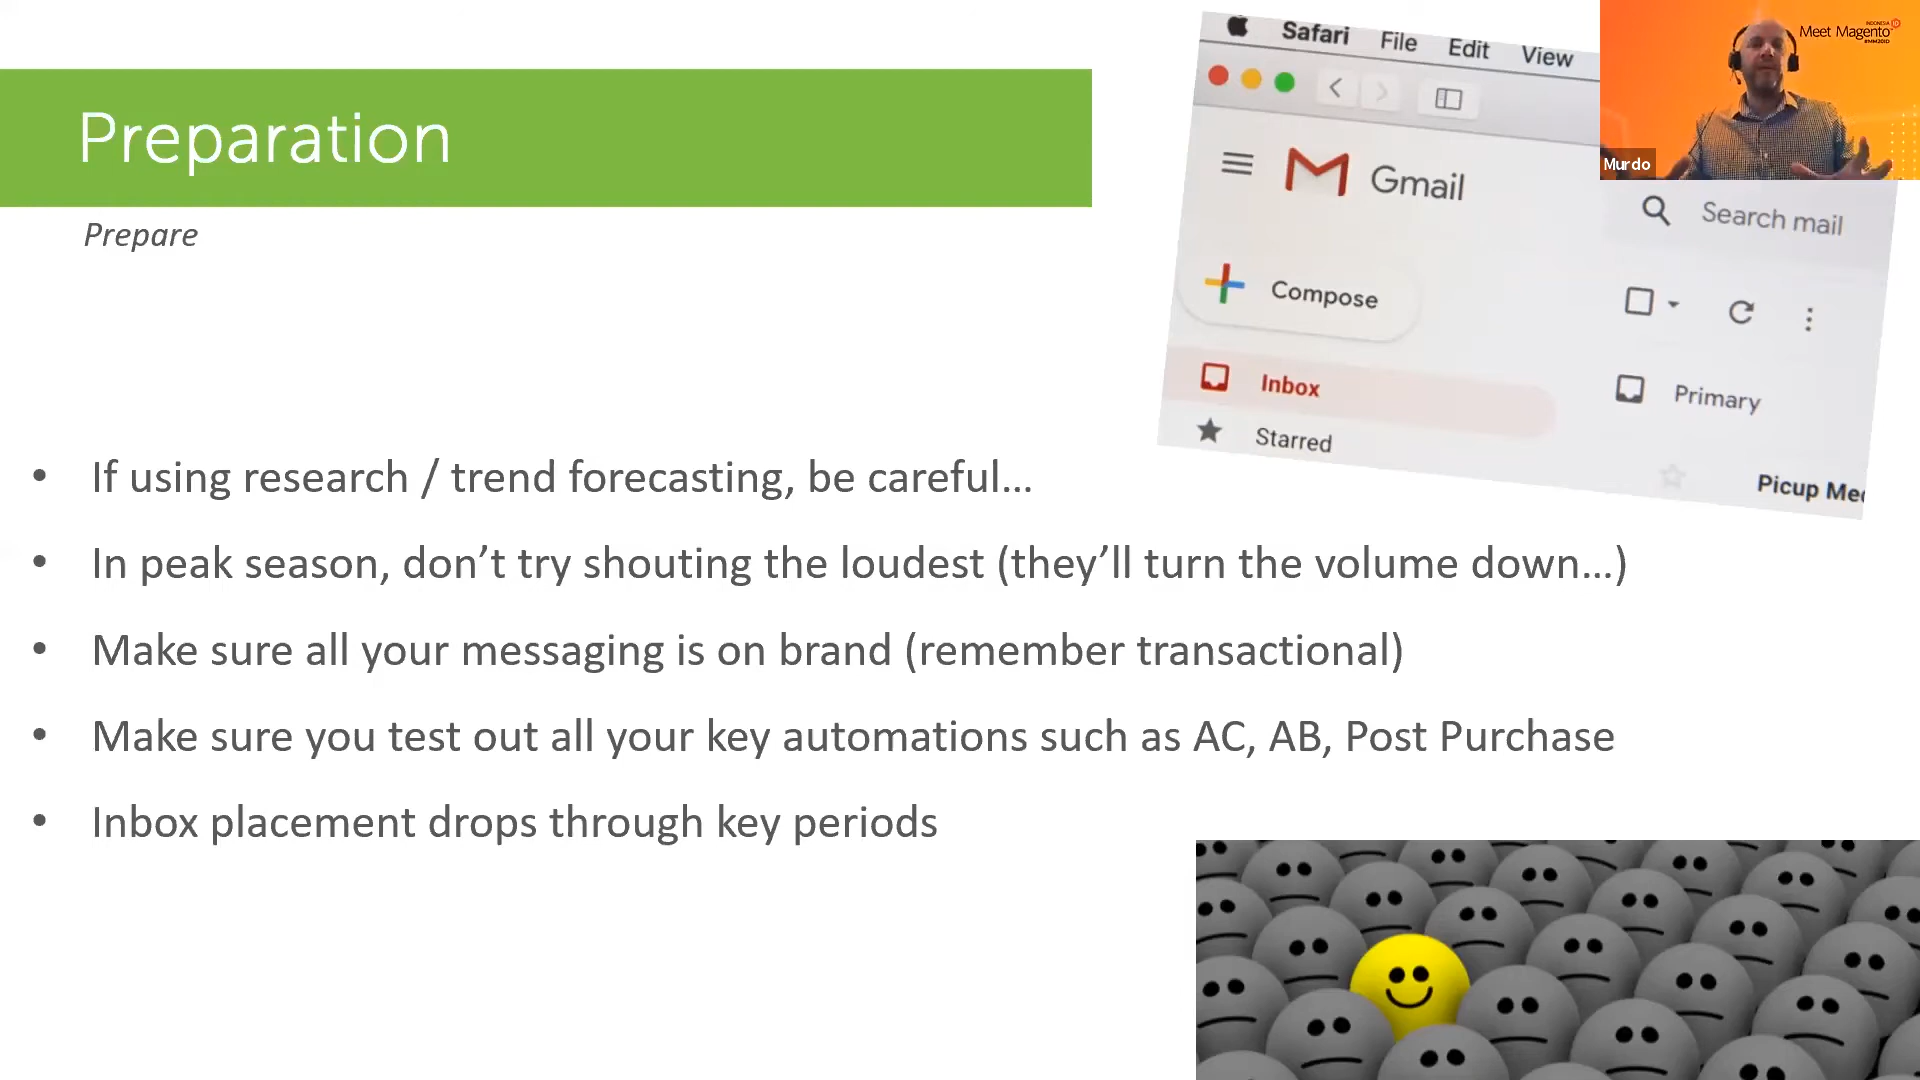 Preparation
Prepare
Safari File Edit View
Gmail
Search mail
Compose
Inbox
Primary
Starred
Picup
INDONESIA
Meet Magento
#MM20ID
Murdo
• If using research / trend forecasting, be careful…
• In peak season, don’t try shouting the loudest (they’ll turn the volume down…)
• Make sure all your messaging is on brand (remember transactional)
• Make sure you test out all your key automations such as AC, AB, Post Purchase
• Inbox placement drops through key periods